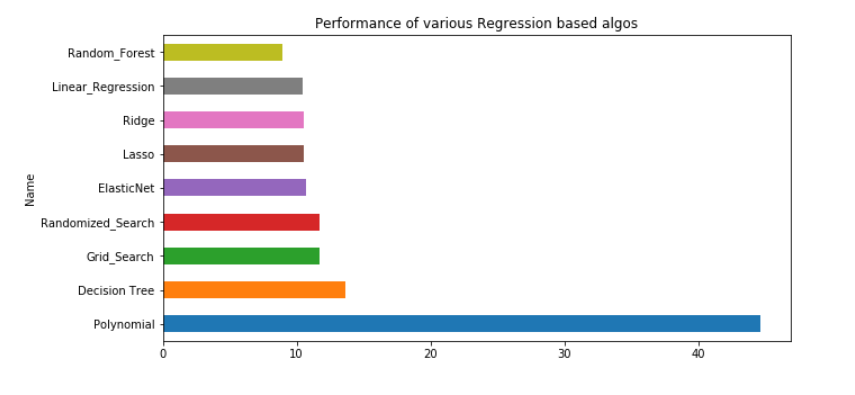 Performance of various Regression based algos
Name
Random_Forest
Linear_Regression
Ridge
Lasso
ElasticNet
Randomized_Search
Grid_Search
Decision Tree
Polynomial
0 10 20 30 40